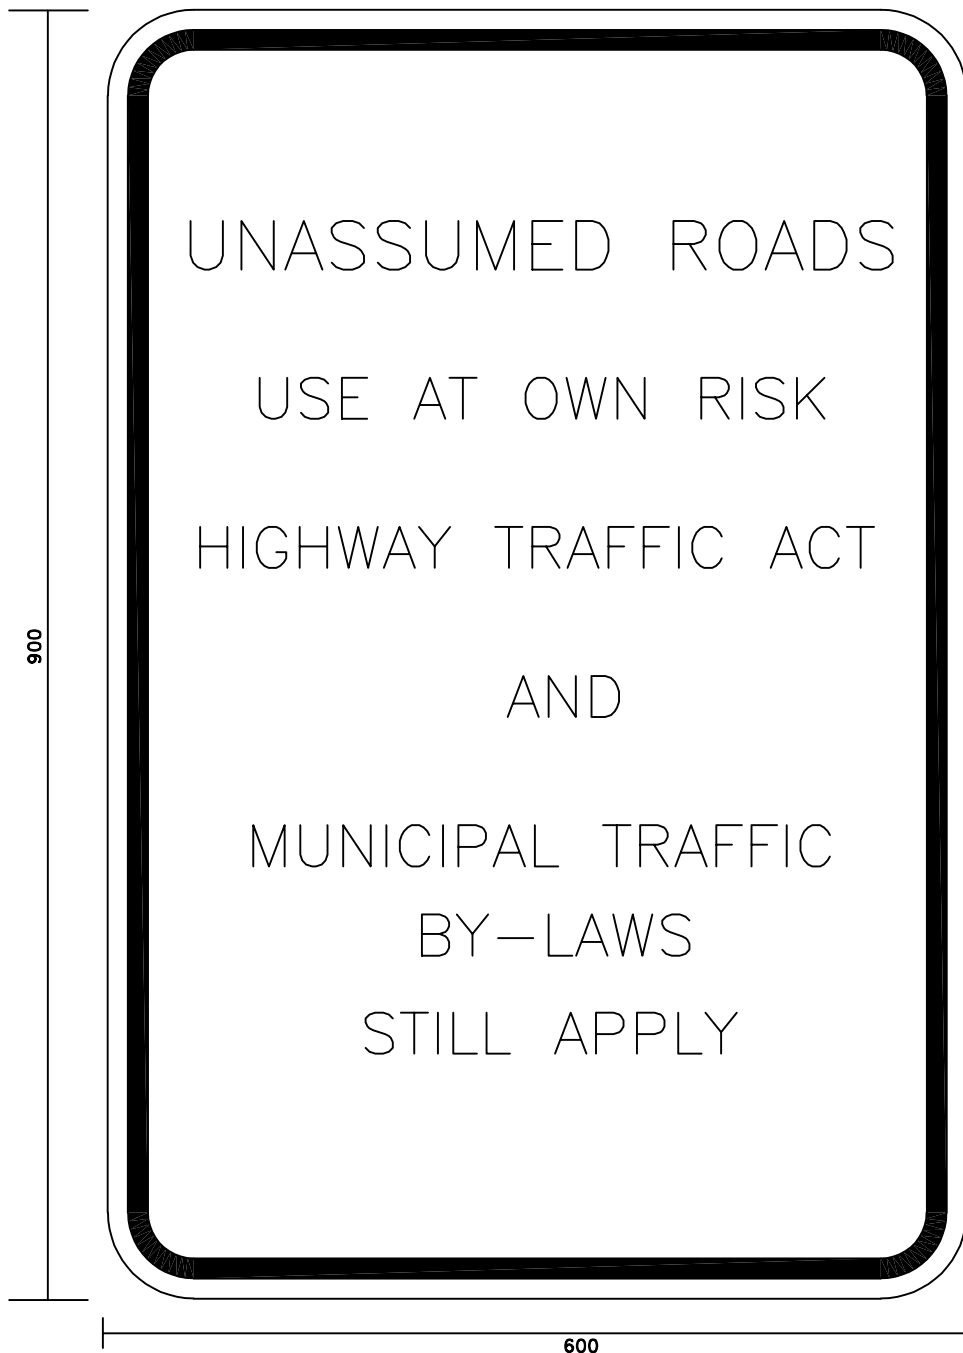 UNASSUMED ROADS
USE AT OWN RISK
HIGHWAY TRAFFIC ACT
AND
MUNICIPAL TRAFFIC
BY-LAWS
STILL APPLY
900
600